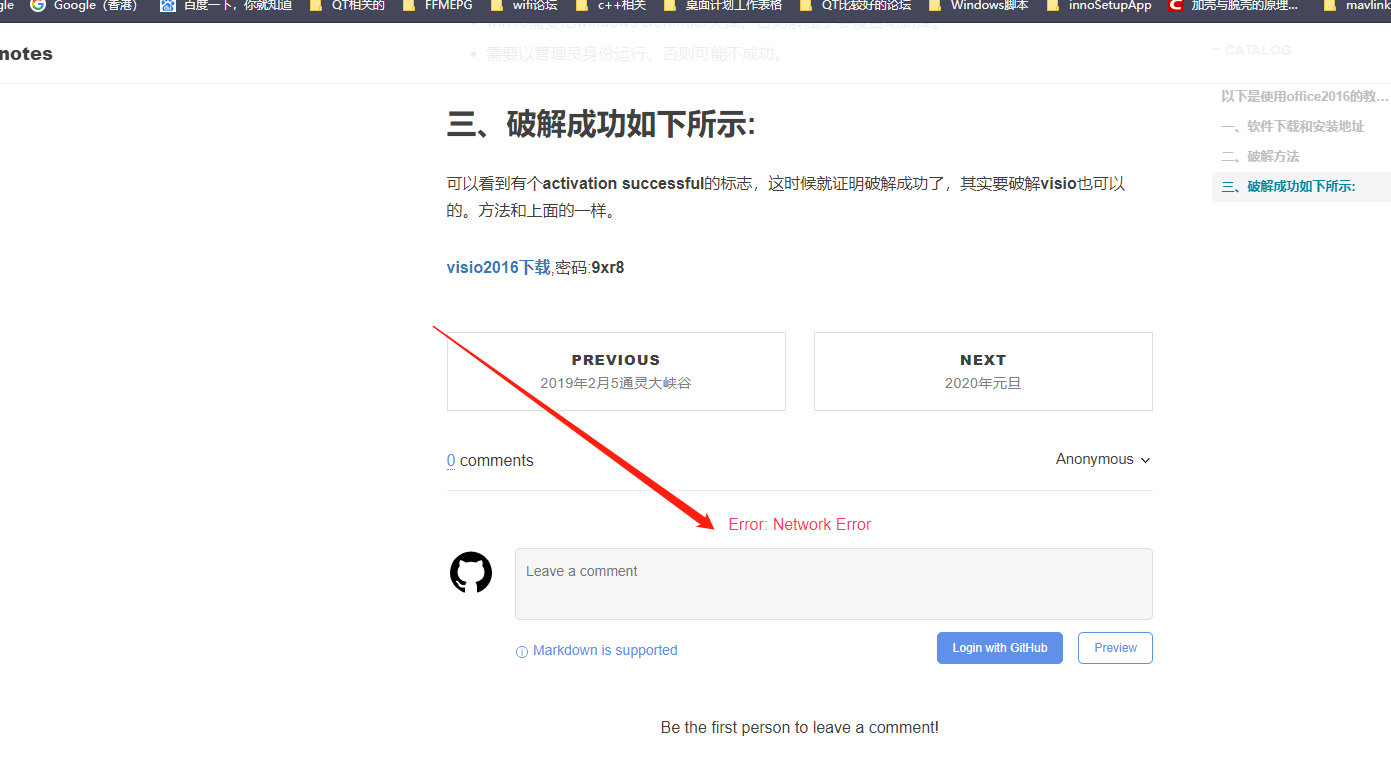 gle Google（香港） 百度一下，你就知道 QT相关的 FFMEPG wifi论坛 c++相关 桌面计划工作表格 QT比较好的论坛 Windows脚本 innoSetupApp 加壳与脱壳的原理... mavlink
notes
需要以管理员身份运行，否则可能不成功。
− CATALOG
以下是使用office2016的教...
一、软件下载和安装地址
二、破解方法
三、破解成功如下所示:
三、破解成功如下所示:
可以看到有个activation successful的标志，这时候就证明破解成功了，其实要破解visio也可以
的。方法和上面的一样。
visio2016下载,密码:9xr8
PREVIOUS
2019年2月5通灵大峡谷
NEXT
2020年元旦
0 comments
Anonymous
Error: Network Error
Leave a comment
Markdown is supported
Login with GitHub
Preview
Be the first person to leave a comment!